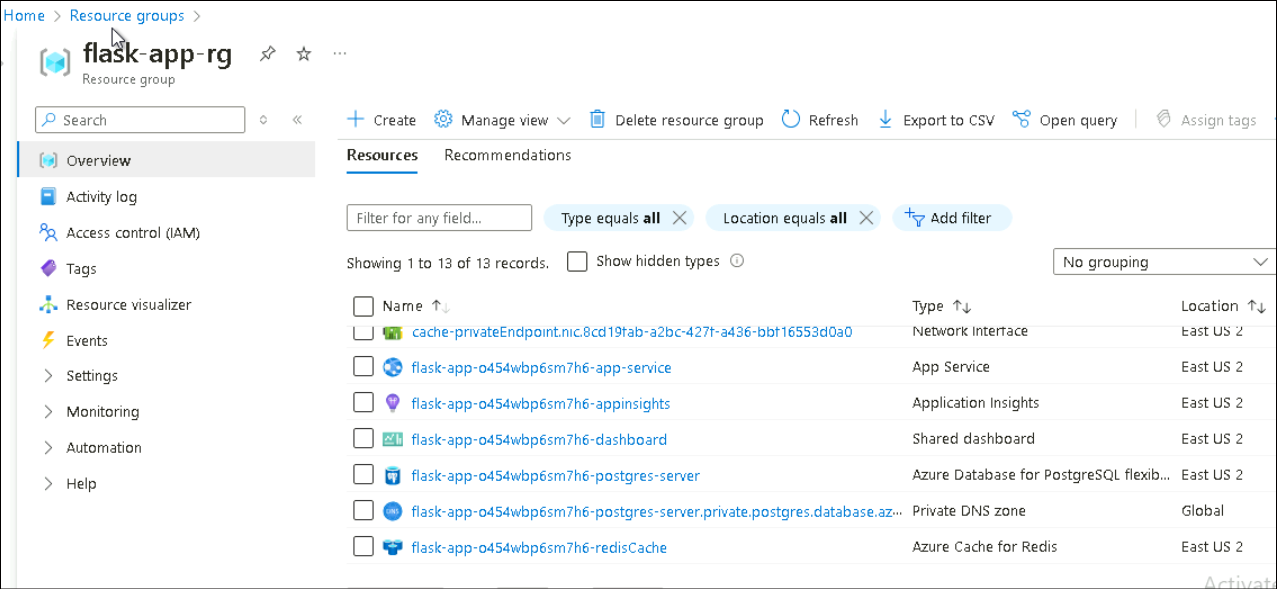 Home > Resource groups >
flask-app-rg
...
Resource group
Search
« 
+ Create Manage view Delete resource group Refresh Export to CSV Open query Assign tags
Overview
Activity log
Access control (IAM)
Tags
Resource visualizer
Events
Settings
Monitoring
Automation
Help
Resources Recommendations
Filter for any field... Type equals all Location equals all Add filter
Showing 1 to 13 of 13 records. Show hidden types No grouping
Name ↑↓ Type ↑↓ Location ↑↓
cache-privateEndpoint.nic.8cd19fab-a2bc-427f-a436-bbf16553d0a0 Network Interface East US 2
flask-app-o454wbp6sm7h6-app-service App Service East US 2
flask-app-o454wbp6sm7h6-appinsights Application Insights East US 2
flask-app-o454wbp6sm7h6-dashboard Shared dashboard East US 2
flask-app-o454wbp6sm7h6-postgres-server Azure Database for PostgreSQL flexib... East US 2
DNS flask-app-o454wbp6sm7h6-postgres-server.private.postgres.database.az... Private DNS zone Global
flask-app-o454wbp6sm7h6-redisCache Azure Cache for Redis East US 2
Activate